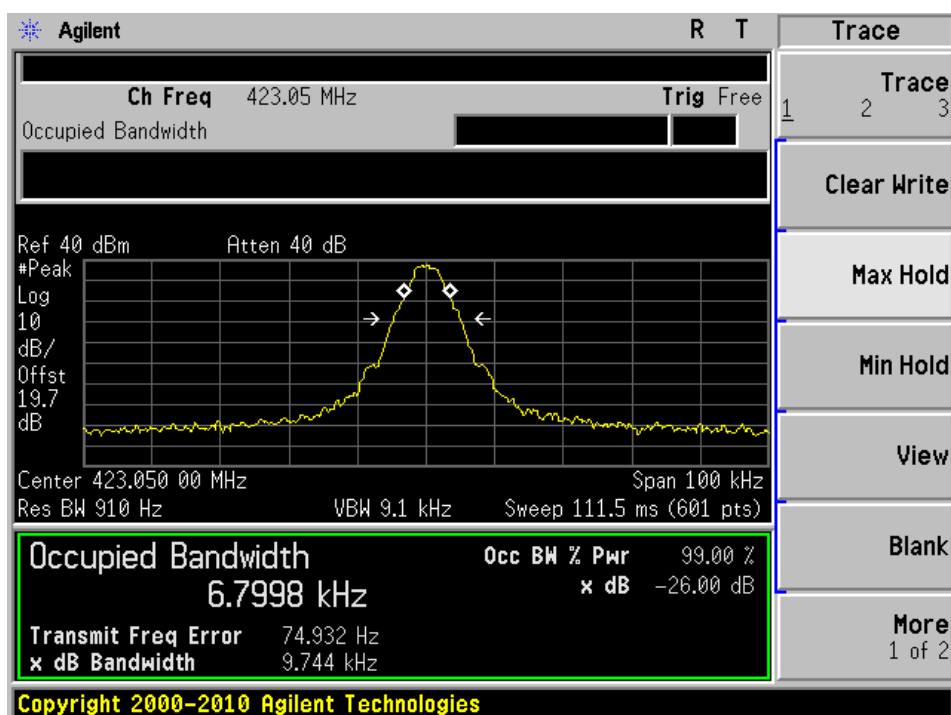 Agilent R T Trace
Ch Freq 423.05 MHz Trig Free
Occupied Bandwidth
Trace
1 2 3
Clear Write
Max Hold
Min Hold
View
Blank
More
1 of 2
Ref 40 dBm Atten 40 dB
#Peak
Log
10
dB/
Offst
19.7
dB
Center 423.050 00 MHz Span 100 kHz
Res BW 910 Hz VBW 9.1 kHz Sweep 111.5 ms (601 pts)
Occupied Bandwidth Occ BW % Pwr 99.00 %
6.7998 kHz x dB -26.00 dB
Transmit Freq Error 74.932 Hz
x dB Bandwidth 9.744 kHz
Copyright 2000-2010 Agilent Technologies